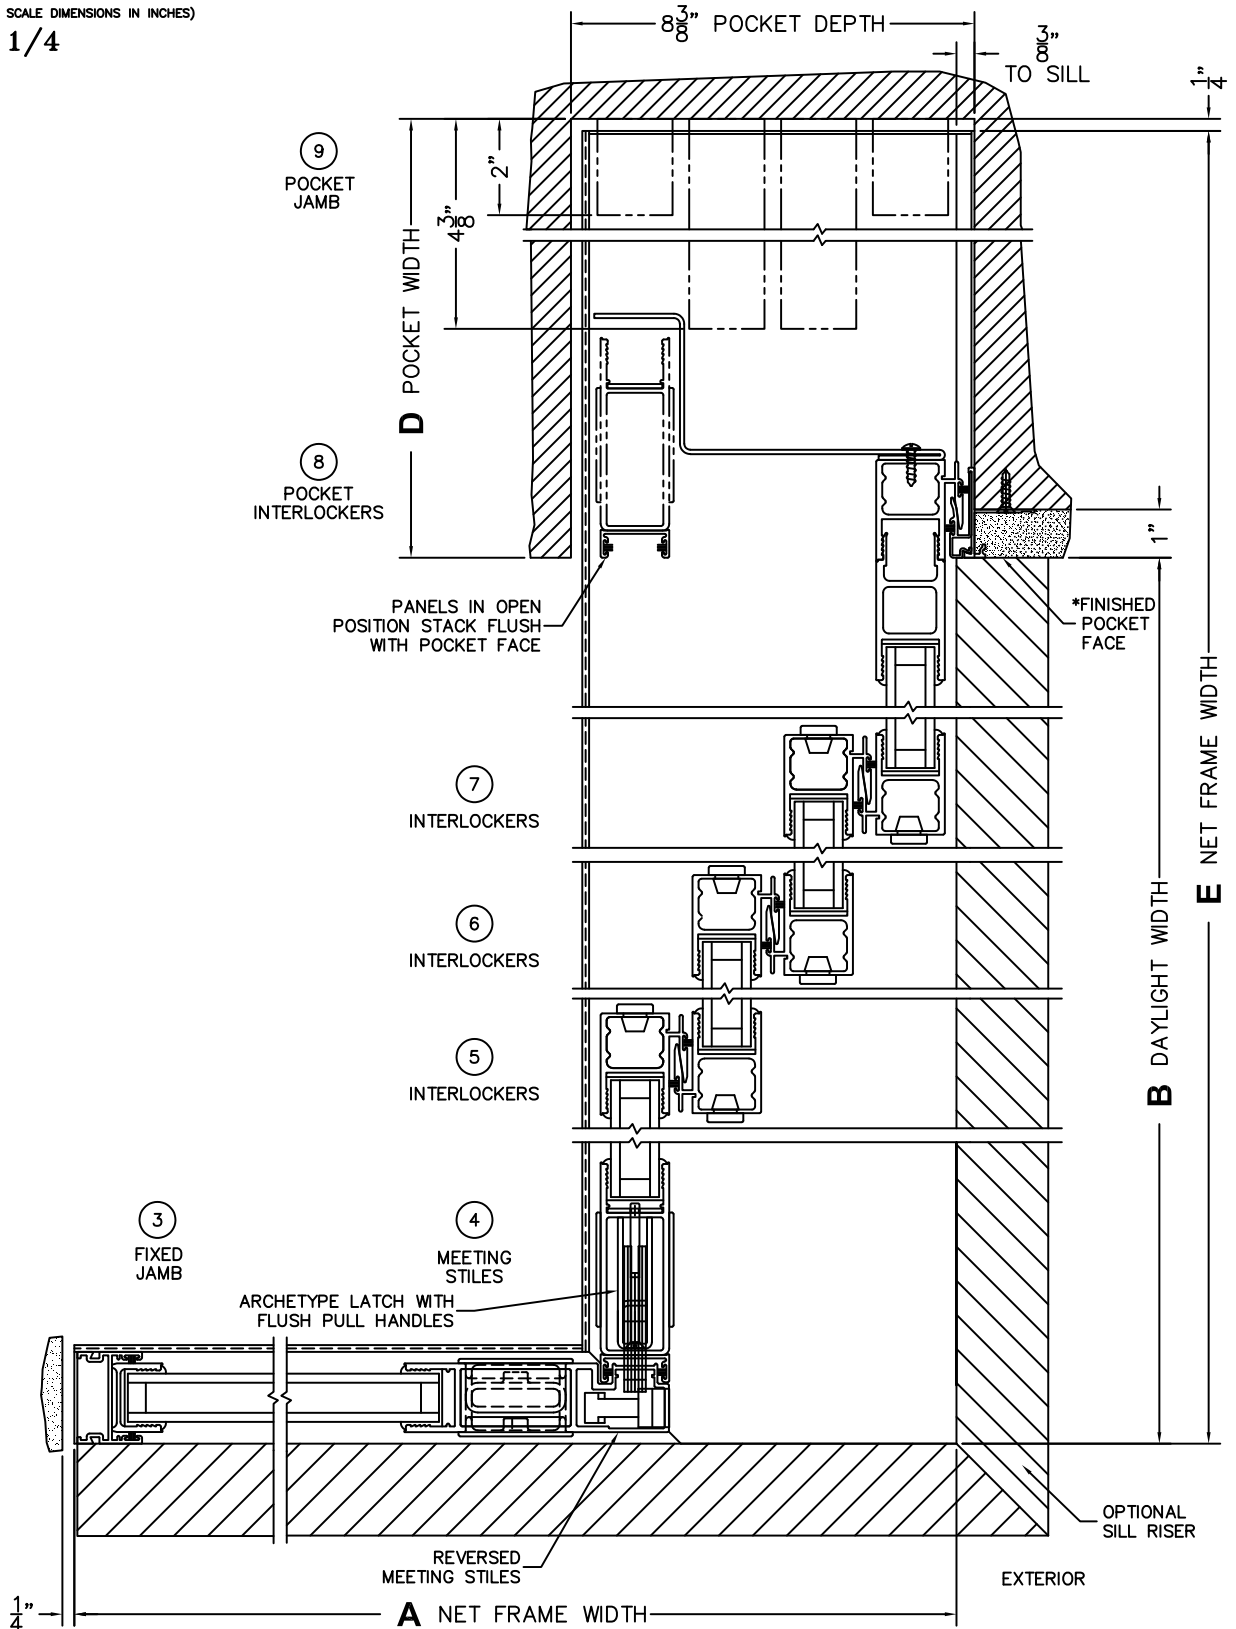 SCALE DIMENSIONS IN INCHES)
1/4
8 3/8" POCKET DEPTH
3/8"
TO SILL
1/4"
9
POCKET
JAMB
2"
4 3/8"
D POCKET WIDTH
8
POCKET
INTERLOCKERS
1"
PANELS IN OPEN
POSITION STACK FLUSH
WITH POCKET FACE
*FINISHED
POCKET
FACE
7
INTERLOCKERS
E NET FRAME WIDTH
B DAYLIGHT WIDTH
6
INTERLOCKERS
5
INTERLOCKERS
3
FIXED
JAMB
4
MEETING
STILES
ARCHETYPE LATCH WITH
FLUSH PULL HANDLES
OPTIONAL
SILL RISER
REVERSED
MEETING STILES
EXTERIOR
1/4"
A NET FRAME WIDTH